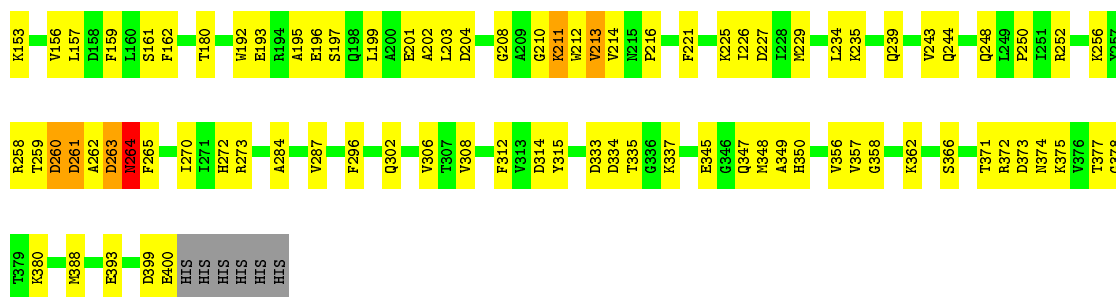 K153 V156 L157 D158 F159 L160 S161 F162 T180 W192 E193 R194 A195 E196 S197 Q198 L199 A200 E201 A202 L203 D204 G208 A209 G210 K211 W212 V213 V214 N215 P216 F221 K225 I226 D227 I228 M229 L234 K235 Q239 V243 Q244 Q248 L249 P250 I251 R252 K256 Y257
R258 T259 D260 D261 A262 D263 N264 F265 I270 I271 H272 R273 A284 V287 F296 Q302 V306 T307 V308 F312 V313 D314 Y315 D333 D334 T335 G336 K337 E345 G346 Q347 M348 A349 H350 V356 V357 G358 K362 S366 T371 R372 D373 N374 K375 V376 T377 G378
T379 K380 M388 E393 D399 E400 HIS HIS HIS HIS HIS HIS